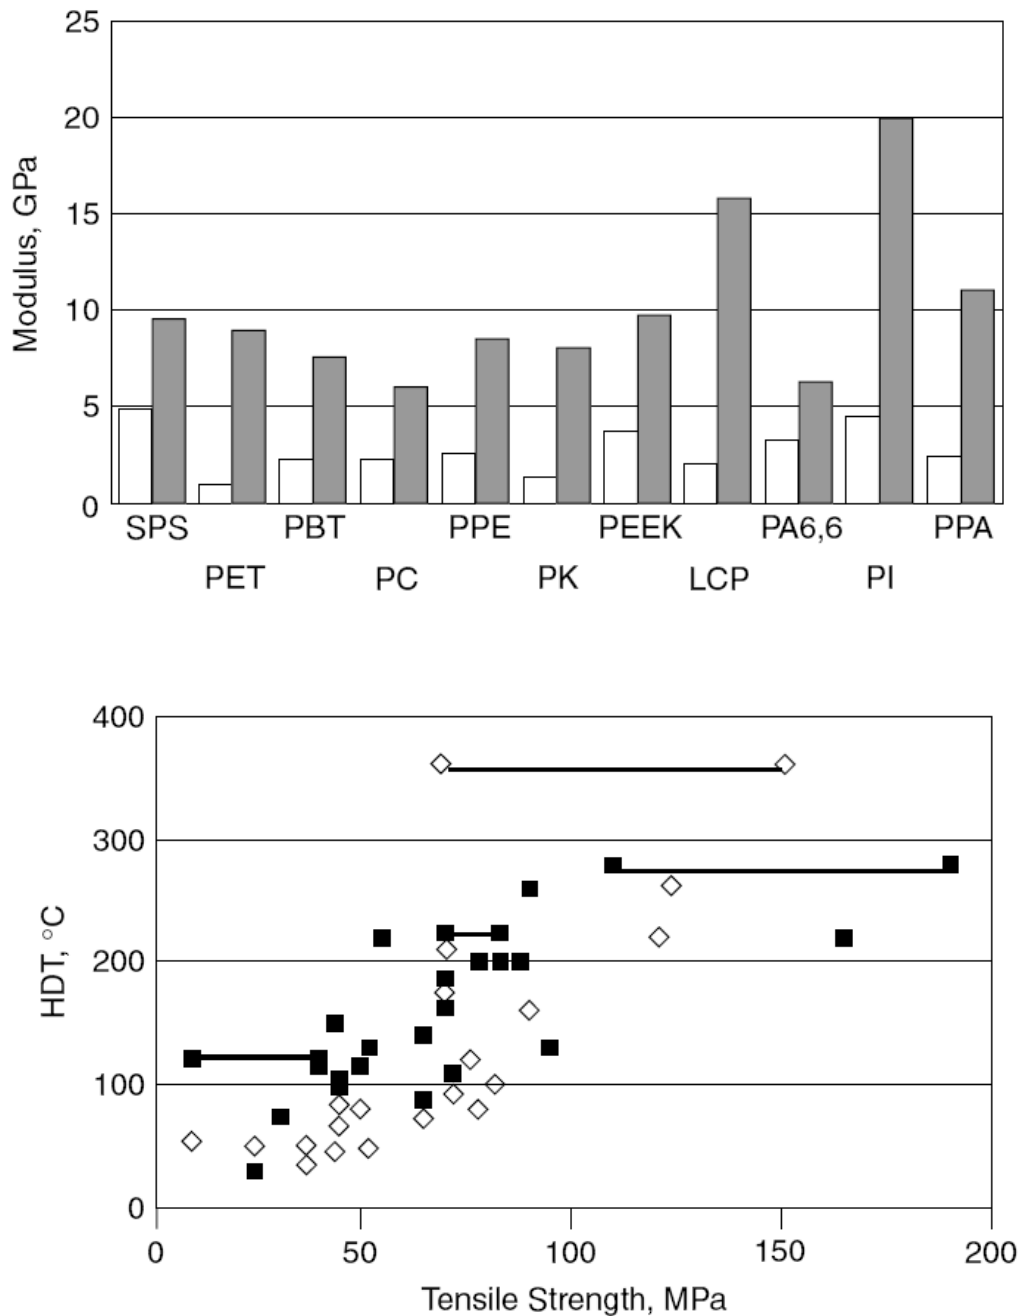 25
20
15
10
5
0
Modulus, GPa
SPS PBT PPE PEEK PA6,6 PPA
PET PC PK LCP PI
400
300
200
100
0
HDT, °C
0 50 100 150 200
Tensile Strength, MPa